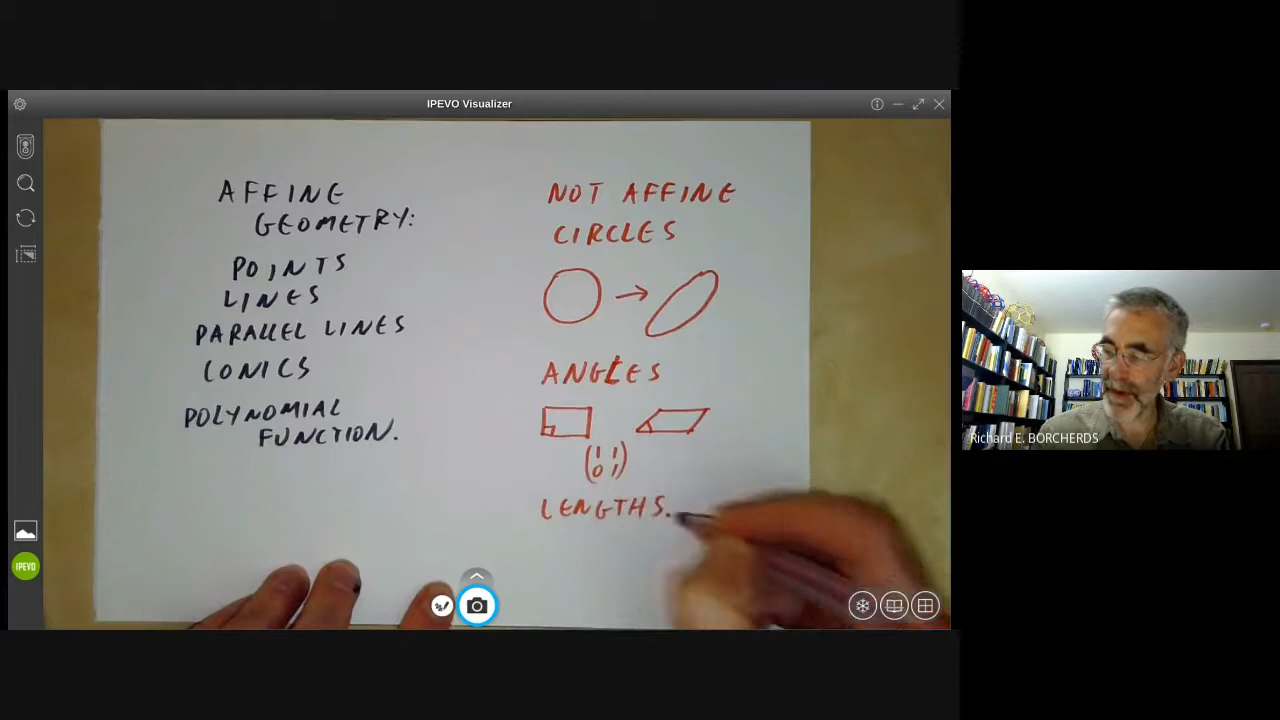 IPEVO Visualizer
AFFINE
GEOMETRY:
POINTS
LINES
PARALLEL LINES
CONICS
POLYNOMIAL
FUNCTION.
NOT AFFINE
CIRCLES
ANGLES
(1 1
0 1)
LENGTHS.
IPEVO
Richard E. BORCHERDS